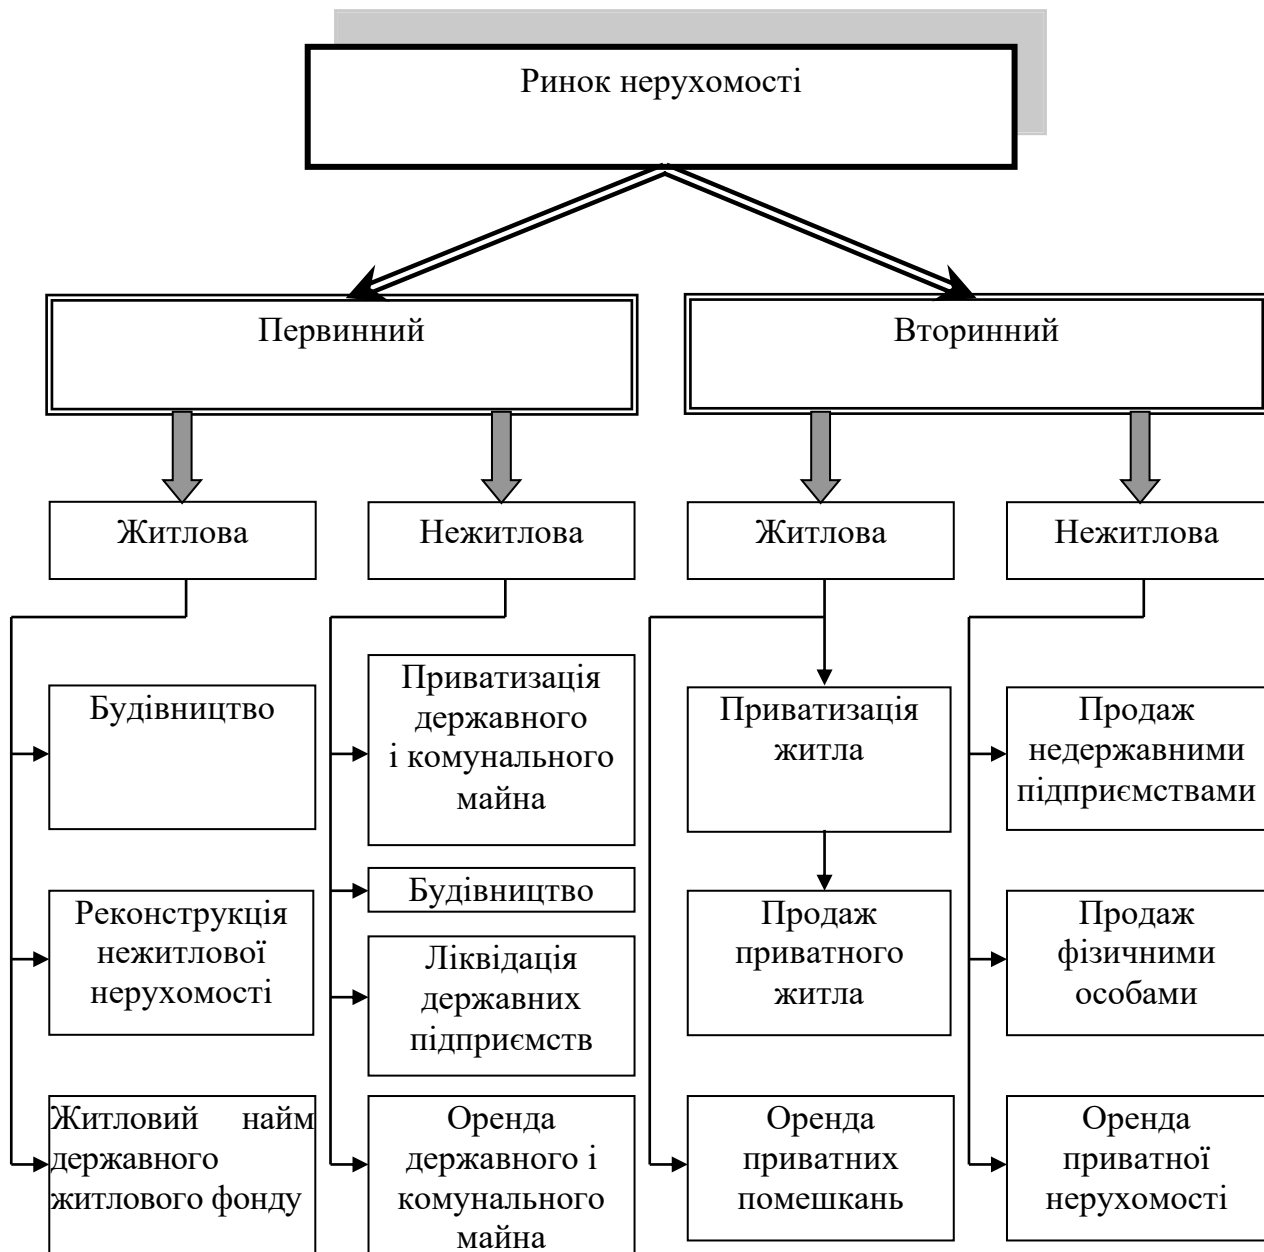 Ринок нерухомості
Первинний
Вторинний
Житлова
Нежитлова
Житлова
Нежитлова
Будівництво
Реконструкція
нежитлової
нерухомості
Житловий найм
державного
житлового фонду
Приватизація
державного
і комунального
майна
Будівництво
Ліквідація
державних
підприємств
Оренда
державного і
комунального
майна
Приватизація
житла
Продаж
приватного
житла
Оренда
приватних
помешкань
Продаж
недержавними
підприємствами
Продаж
фізичними
особами
Оренда
приватної
нерухомості